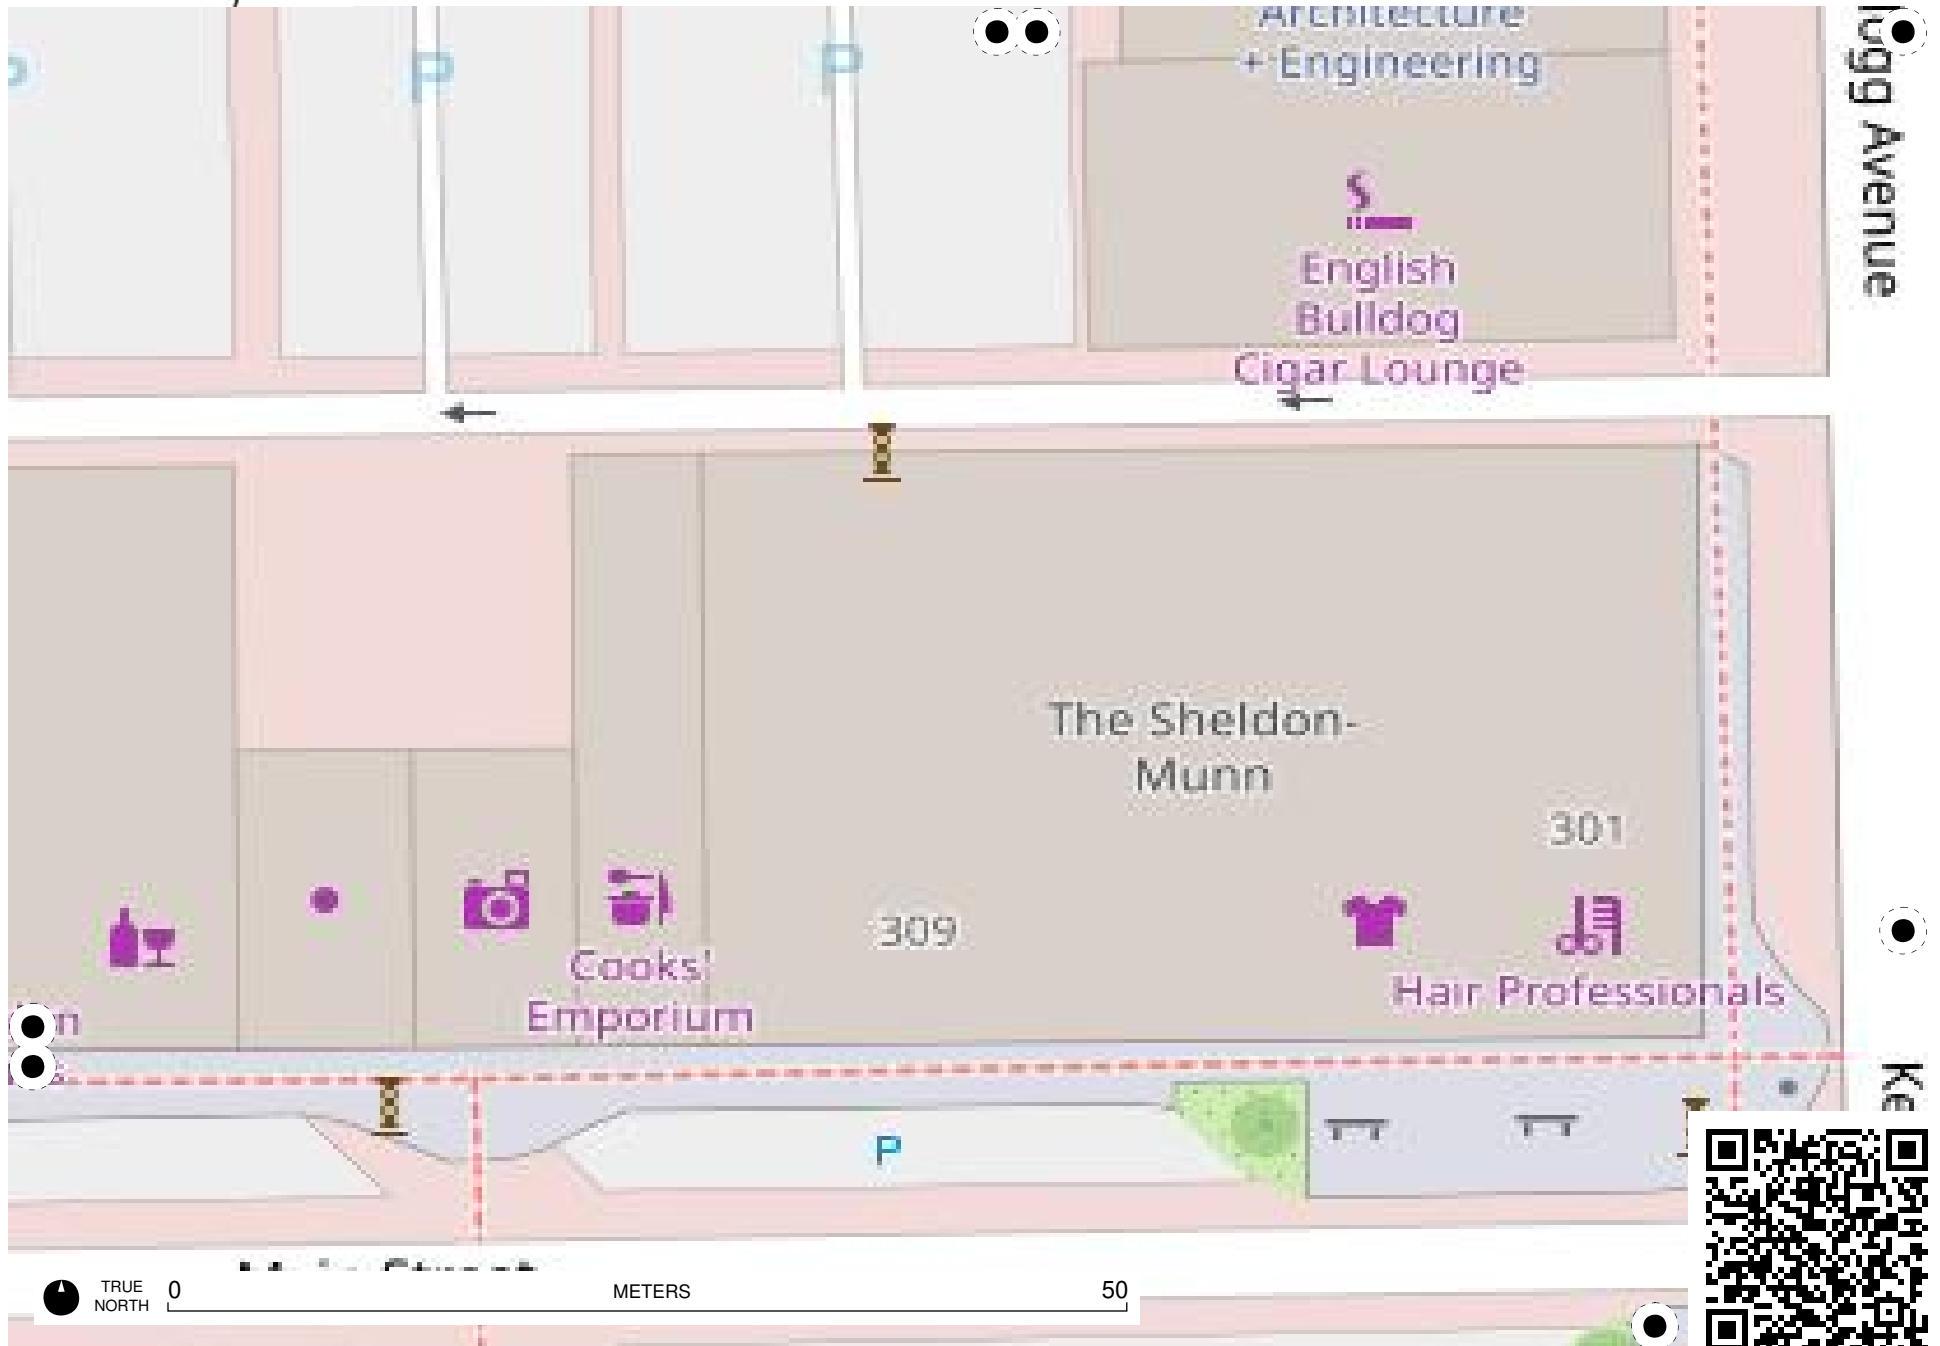 Architecture
+ Engineering
P
P
Avenue
English
Bulldog
Cigar Lounge
The Sheldon-
Munn
301
309
Cooks'
Emporium
Hair Professionals
P
TRUE
NORTH
0
METERS
50